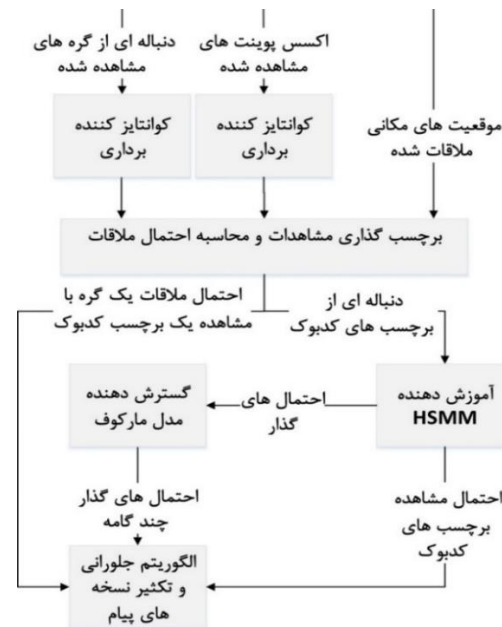 اکسس پوینت های
مشاهده شده
دنباله ای از گره های
مشاهده شده
موقعیت های مکانی
ملاقات شده
کوانتایز کننده
برداری
کوانتایز کننده
برداری
برچسب گذاری مشاهدات و محاسبه احتمال ملاقات
دنباله ای از
برچسب های کدبوک
احتمال ملاقات یک گره با
مشاهده یک برچسب کدبوک
آموزش دهنده
HSMM
احتمال های
گذار
گسترش دهنده
مدل مارکوف
احتمال مشاهده
برچسب های
کدبوک
احتمال های گذار
چند گامه
الگوریتم جلورانی
و تکثیر نسخه
های پیام